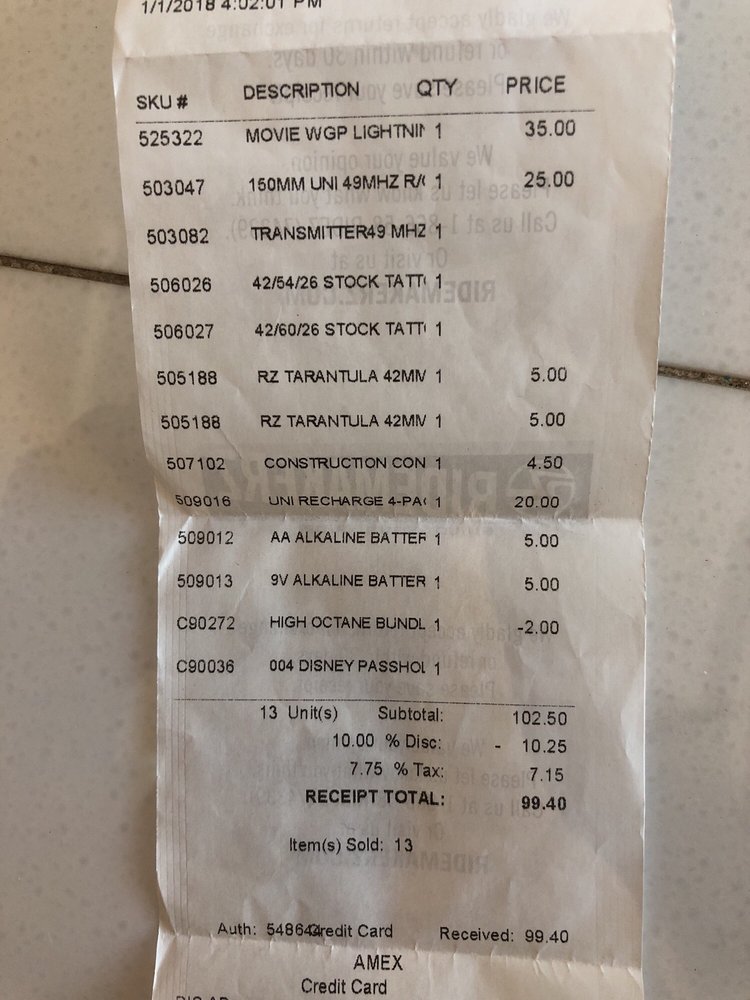 1/1/2018 4:02:01 PM
SKU # DESCRIPTION QTY PRICE
525322 MOVIE WGP LIGHTNIN 1 35.00
503047 150MM UNI 49MHZ R/C 1 25.00
503082 TRANSMITTER49 MHZ 1
506026 42/54/26 STOCK TATT 1
506027 42/60/26 STOCK TATT 1
505188 RZ TARANTULA 42MM 1 5.00
505188 RZ TARANTULA 42MM 1 5.00
507102 CONSTRUCTION CON 1 4.50
509016 UNI RECHARGE 4-PA 1 20.00
509012 AA ALKALINE BATTER 1 5.00
509013 9V ALKALINE BATTER 1 5.00
C90272 HIGH OCTANE BUNDL 1 -2.00
C90036 004 DISNEY PASSHOL 1
13 Unit(s) Subtotal: 102.50
10.00 % Disc: - 10.25
7.75 % Tax: 7.15
RECEIPT TOTAL: 99.40
Item(s) Sold: 13
Auth: Credit Card Received: 99.40
AMEX
Credit Card